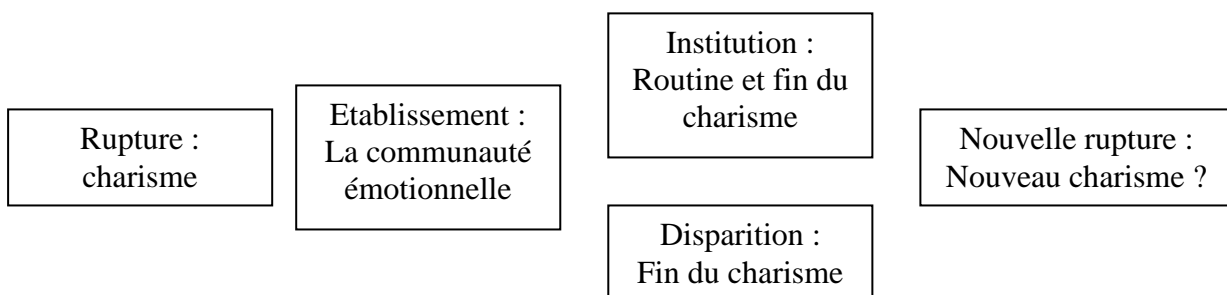 Rupture :
charisme
Etablissement :
La communauté
émotionnelle
Institution :
Routine et fin du
charisme
Disparition :
Fin du charisme
Nouvelle rupture :
Nouveau charisme ?